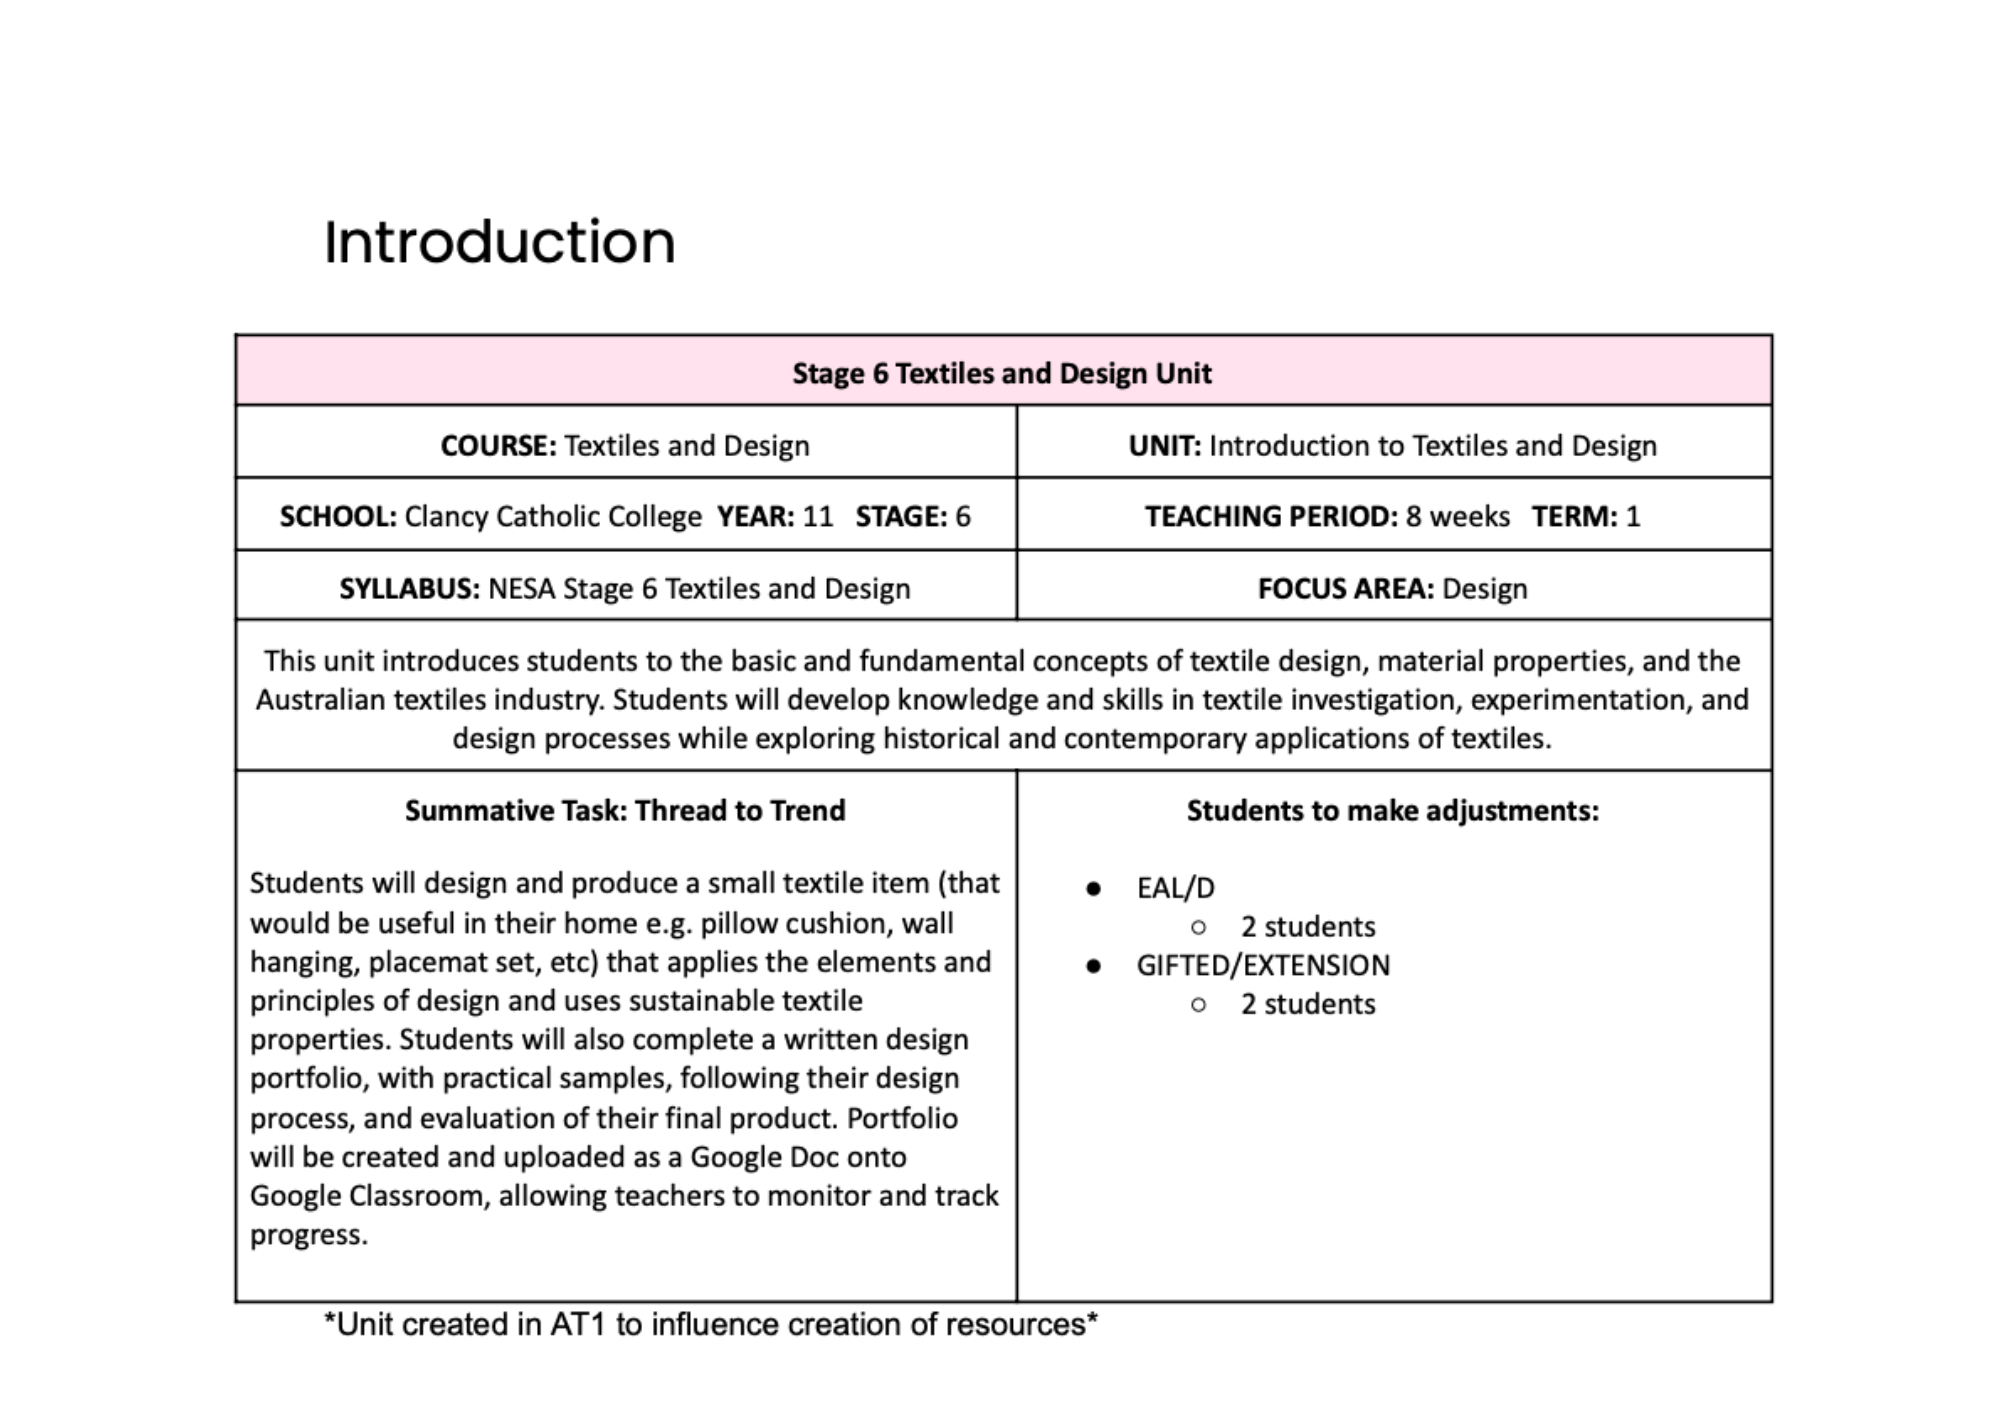 Introduction
Stage 6 Textiles and Design Unit
COURSE: Textiles and Design
UNIT: Introduction to Textiles and Design
SCHOOL: Clancy Catholic College YEAR: 11 STAGE: 6
TEACHING PERIOD: 8 weeks TERM: 1
SYLLABUS: NESA Stage 6 Textiles and Design
FOCUS AREA: Design
This unit introduces students to the basic and fundamental concepts of textile design, material properties, and the
Australian textiles industry. Students will develop knowledge and skills in textile investigation, experimentation, and
design processes while exploring historical and contemporary applications of textiles.
Summative Task: Thread to Trend
Students will design and produce a small textile item (that
would be useful in their home e.g. pillow cushion, wall
hanging, placemat set, etc) that applies the elements and
principles of design and uses sustainable textile
properties. Students will also complete a written design
portfolio, with practical samples, following their design
process, and evaluation of their final product. Portfolio
will be created and uploaded as a Google Doc onto
Google Classroom, allowing teachers to monitor and track
progress.
Students to make adjustments:
● EAL/D
○ 2 students
● GIFTED/EXTENSION
○ 2 students
*Unit created in AT1 to influence creation of resources*